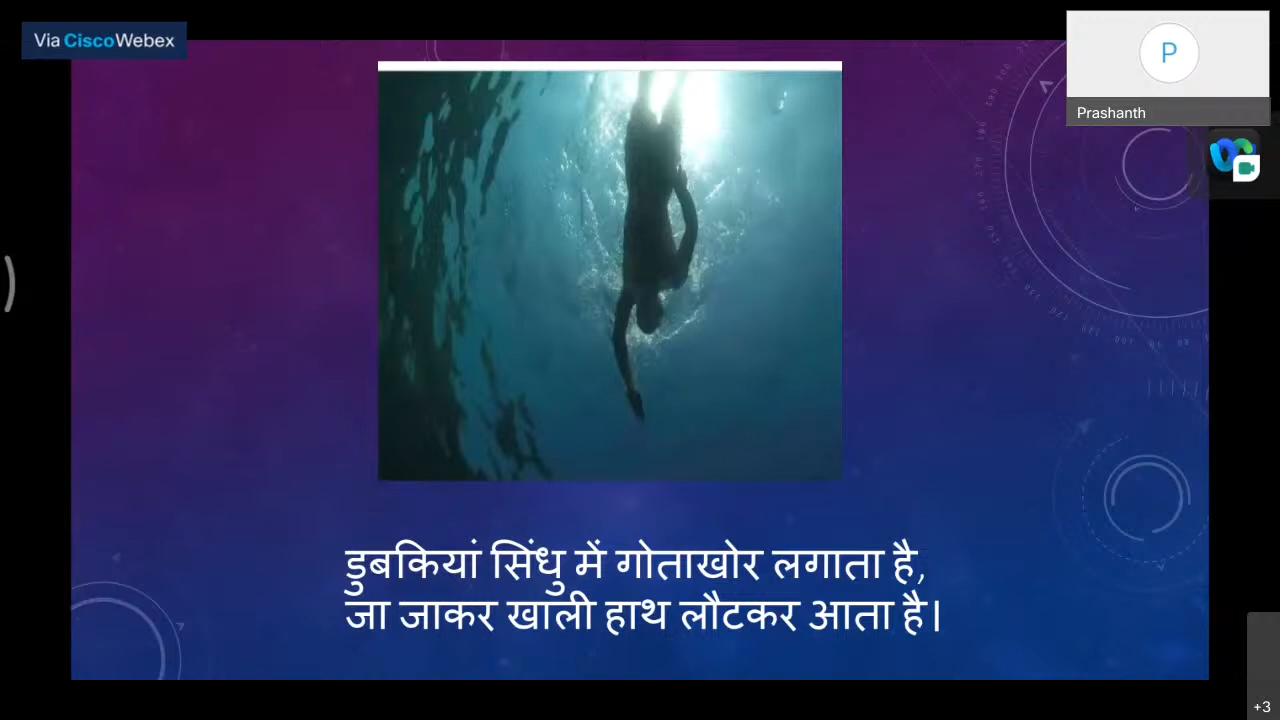 Via CiscoWebex
P
Prashanth
डुबकियां सिंधु में गोताखोर लगाता है,
जा जाकर खाली हाथ लौटकर आता है।
+3